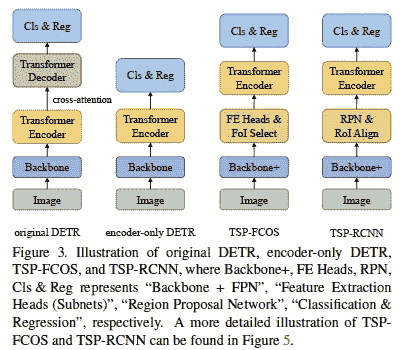 Cls & Reg
Transformer
Decoder
cross-attention
Transformer
Encoder
Backbone
Image
original DETR
Cls & Reg
Transformer
Encoder
Backbone
Image
encoder-only DETR
Cls & Reg
Transformer
Encoder
FE Heads &
FoI Select
Backbone+
Image
TSP-FCOS
Cls & Reg
Transformer
Encoder
RPN &
RoI Align
Backbone+
Image
TSP-RCNN
Figure 3. Illustration of original DETR, encoder-only DETR,
TSP-FCOS, and TSP-RCNN, where Backbone+, FE Heads, RPN,
Cls & Reg represents “Backbone + FPN”, “Feature Extraction
Heads (Subnets)”, “Region Proposal Network”, “Classification &
Regression”, respectively. A more detailed illustration of TSP-
FCOS and TSP-RCNN can be found in Figure 5.